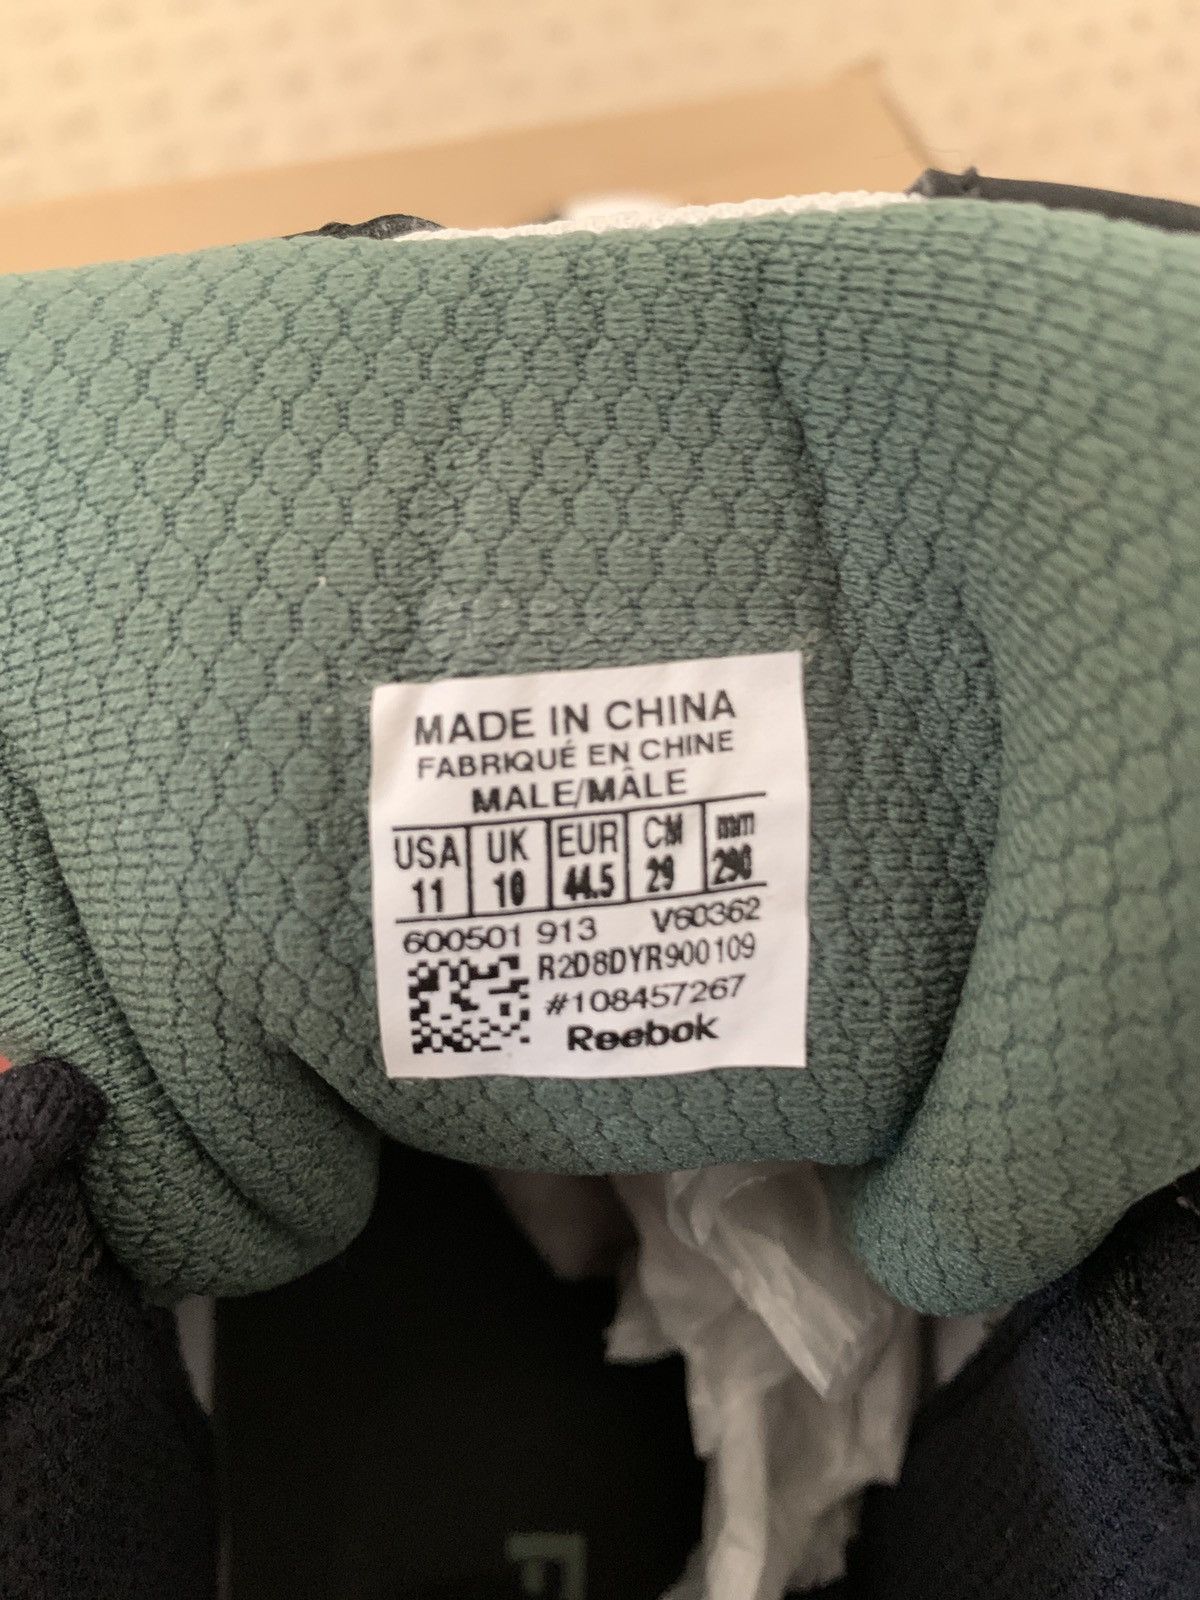 MADE IN CHINA
FABRIQUÉ EN CHINE
MALE/MÂLE
USA UK EUR CM mm
11 10 44.5 29 290
600501 913 V60362
R2D8DYR900109
#108457267
Reebok